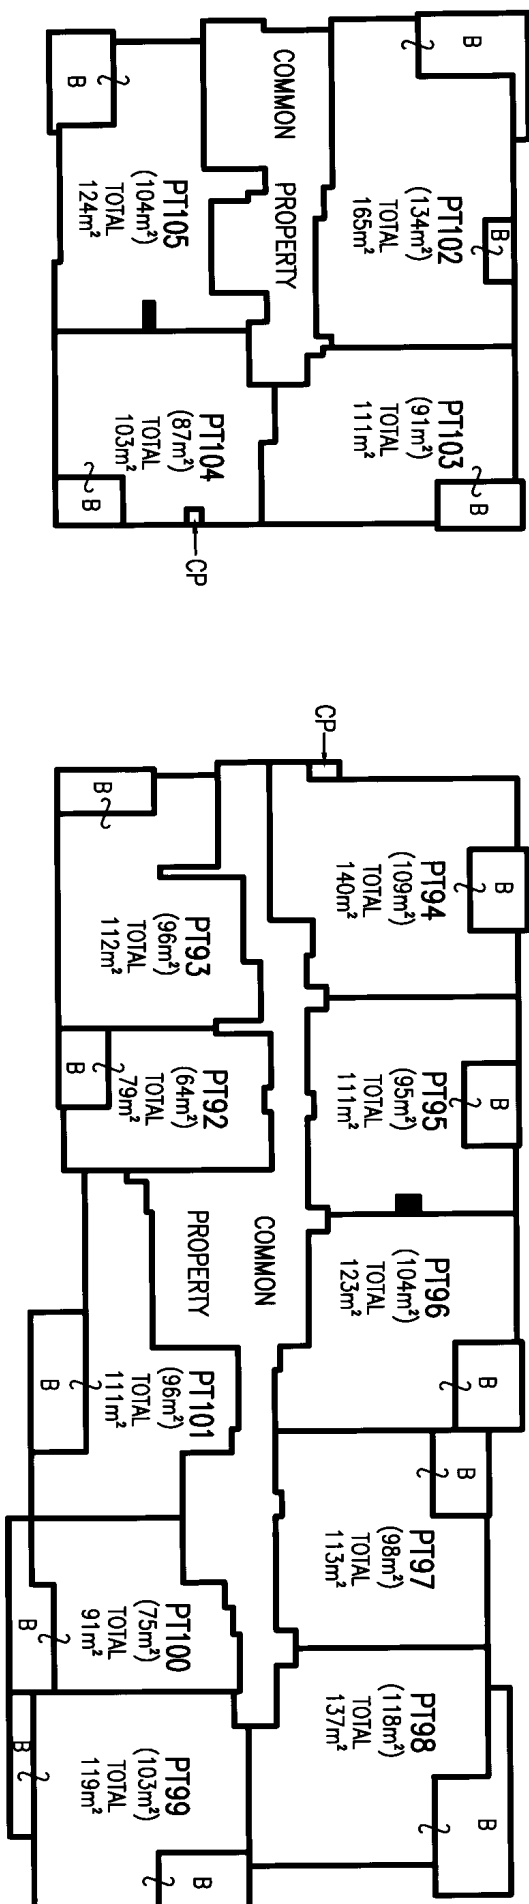 B
COMMON
PROPERTY
B
PT102
(134m²)
TOTAL
165m²
B
PT105
(104m²)
TOTAL
124m²
PT103
(91m²)
TOTAL
111m²
B
PT104
(87m²)
TOTAL
103m²
B
CP
CP
PT94
(109m²)
TOTAL
140m²
B
B
PT93
(96m²)
TOTAL
112m²
PT95
(95m²)
TOTAL
111m²
B
PT92
(64m²)
TOTAL
79m²
B
COMMON
PROPERTY
PT96
(104m²)
TOTAL
123m²
B
PT101
(96m²)
TOTAL
111m²
B
PT97
(98m²)
TOTAL
113m²
B
PT100
(75m²)
TOTAL
91m²
B
PT98
(118m²)
TOTAL
137m²
B
PT99
(103m²)
TOTAL
119m²
B
B